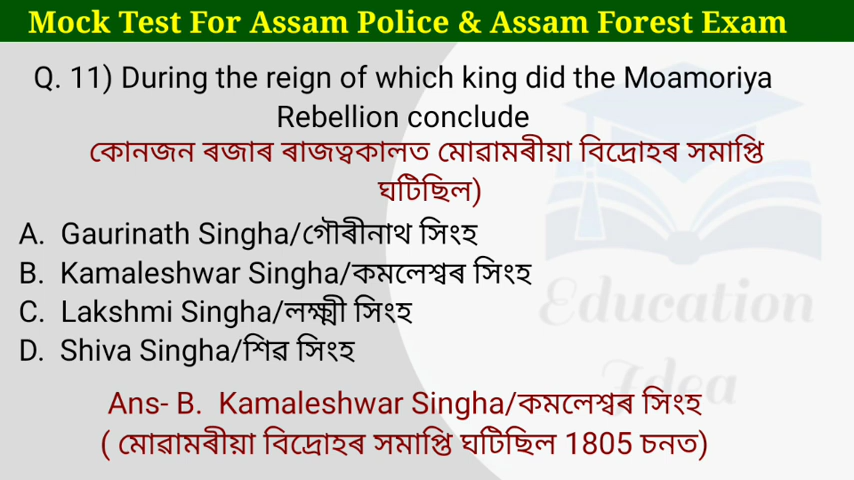 Mock Test For Assam Police & Assam Forest Exam
Q. 11) During the reign of which king did the Moamoriya
Rebellion conclude
কোনজন ৰজাৰ ৰাজত্বকালত মোৱামৰীয়া বিদ্ৰোহৰ সমাপ্তি
ঘটিছিল)
A. Gaurinath Singha/গৌৰীনাথ সিংহ
B. Kamaleshwar Singha/কমলেশ্বৰ সিংহ
C. Lakshmi Singha/লক্ষ্মী সিংহ
D. Shiva Singha/শিৱ সিংহ
Education
Idea
Ans- B. Kamaleshwar Singha/কমলেশ্বৰ সিংহ
( মোৱামৰীয়া বিদ্ৰোহৰ সমাপ্তি ঘটিছিল 1805 চনত)